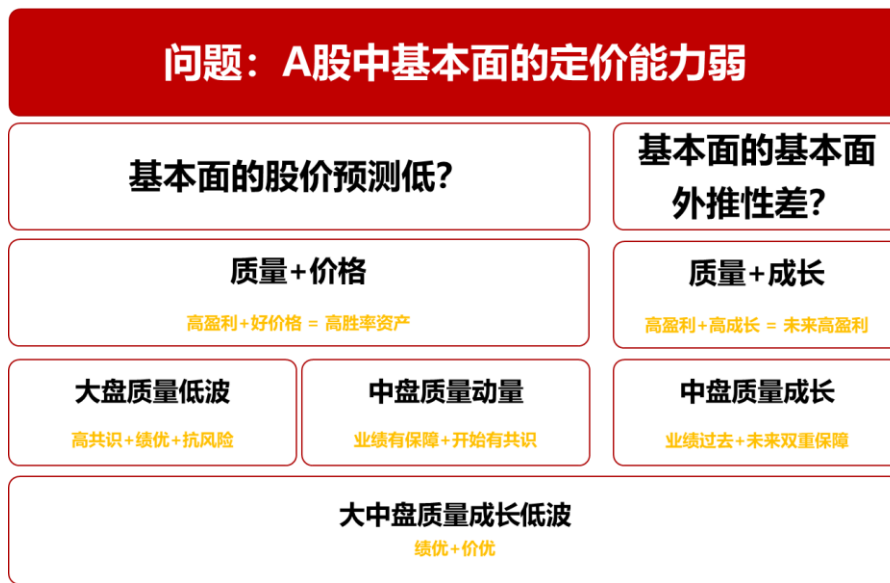 问题：A股中基本面的定价能力弱
基本面的股价预测低？
基本面的基本面
外推性差？
质量+价格
高盈利+好价格 = 高胜率资产
质量+成长
高盈利+高成长 = 未来高盈利
大盘质量低波
高共识+绩优+抗风险
中盘质量动量
业绩有保障+开始有共识
中盘质量成长
业绩过去+未来双重保障
大中盘质量成长低波
绩优+价优